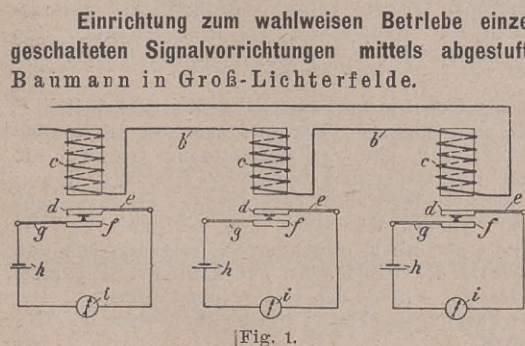 Einrichtung zum wahlweisen Betriebe einze
geschalteten Signalvorrichtungen mittels abgestuft
Baumann in Groß-Lichterfelde.
b b
c c c
d e d e d e
g f g f g f
h h h
i i i
Fig. 1.